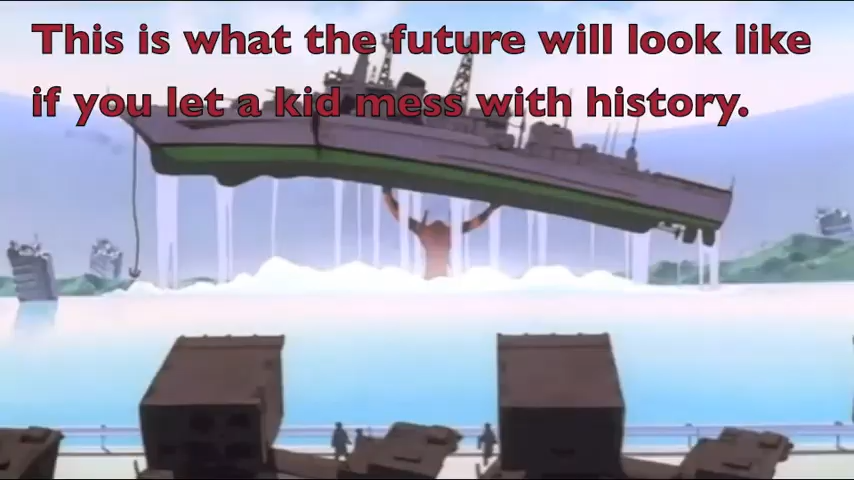 This is what the future will look like
if you let a kid mess with history.